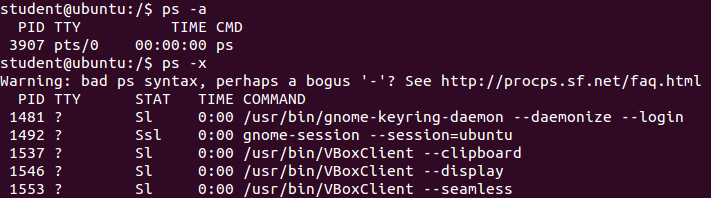 student@ubuntu:/$ ps -a
  PID TTY          TIME CMD
 3907 pts/0    00:00:00 ps
student@ubuntu:/$ ps -x
Warning: bad ps syntax, perhaps a bogus '-'? See http://procps.sf.net/faq.html
  PID TTY      STAT   TIME COMMAND
 1481 ?        Sl     0:00 /usr/bin/gnome-keyring-daemon --daemonize --login
 1492 ?        Ssl    0:00 gnome-session --session=ubuntu
 1537 ?        Sl     0:00 /usr/bin/VBoxClient --clipboard
 1546 ?        Sl     0:00 /usr/bin/VBoxClient --display
 1553 ?        Sl     0:00 /usr/bin/VBoxClient --seamless